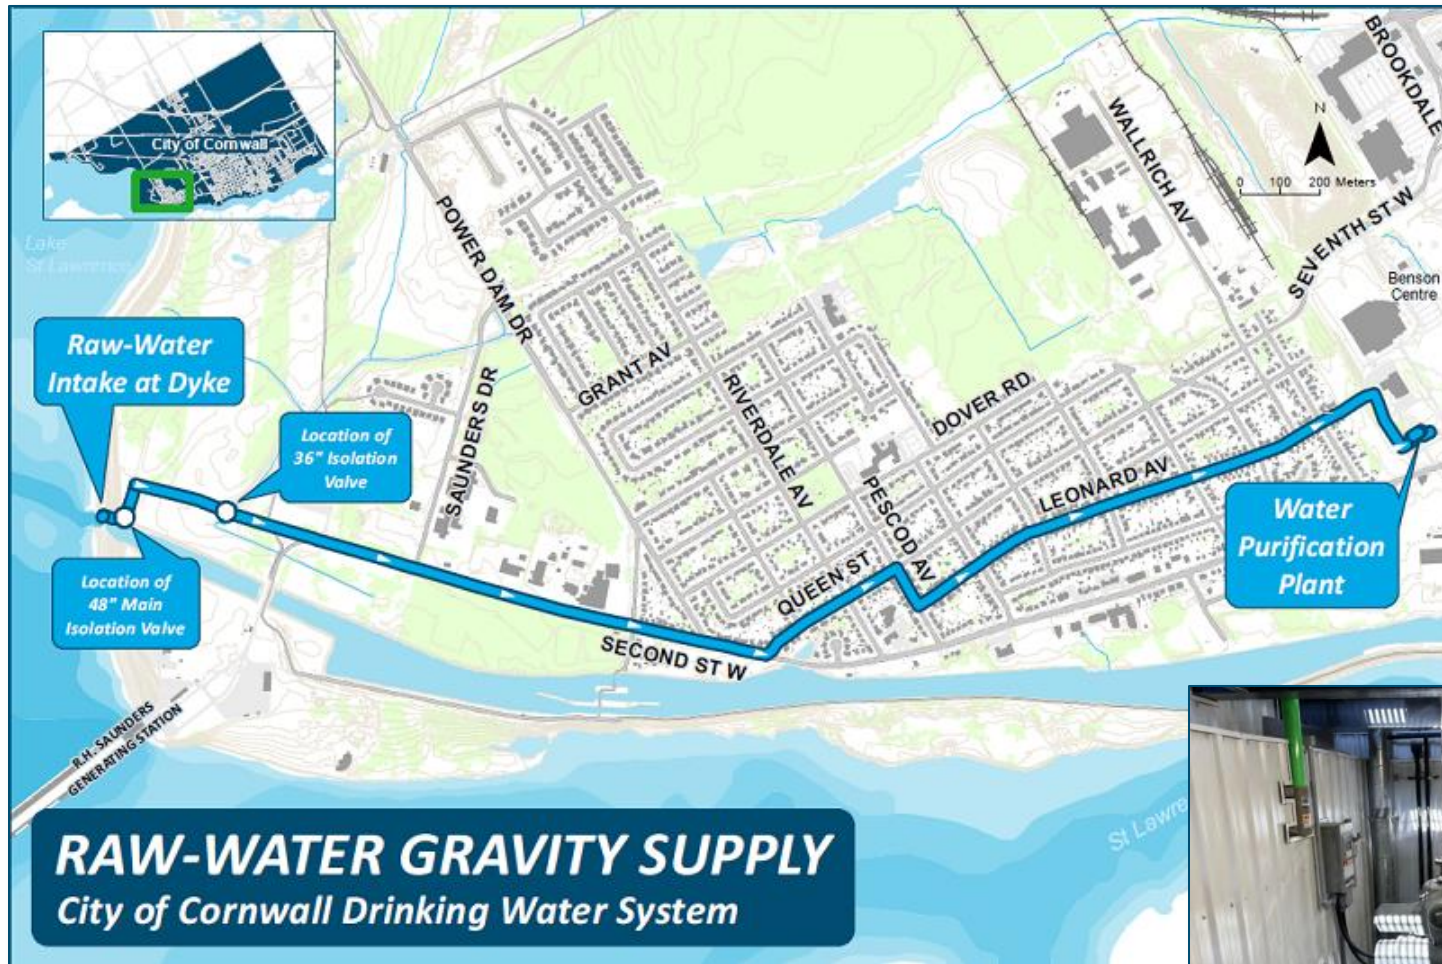 City of Cornwall
Lake
St Lawrence
BROOKDALE
WALLRICH AV
N
0 100 200 Meters
SEVENTH ST W
Benson
Centre
POWER DAM DR
Raw-Water
Intake at Dyke
GRANT AV
RIVERDALE AV
DOVER RD
SAUNDERS DR
Location of
36" Isolation
Valve
PESCOD AV
LEONARD AV
Water
Purification
Plant
Location of
48" Main
Isolation Valve
QUEEN ST
SECOND ST W
R.H. SAUNDERS
GENERATING STATION
St Lawre
RAW-WATER GRAVITY SUPPLY
City of Cornwall Drinking Water System